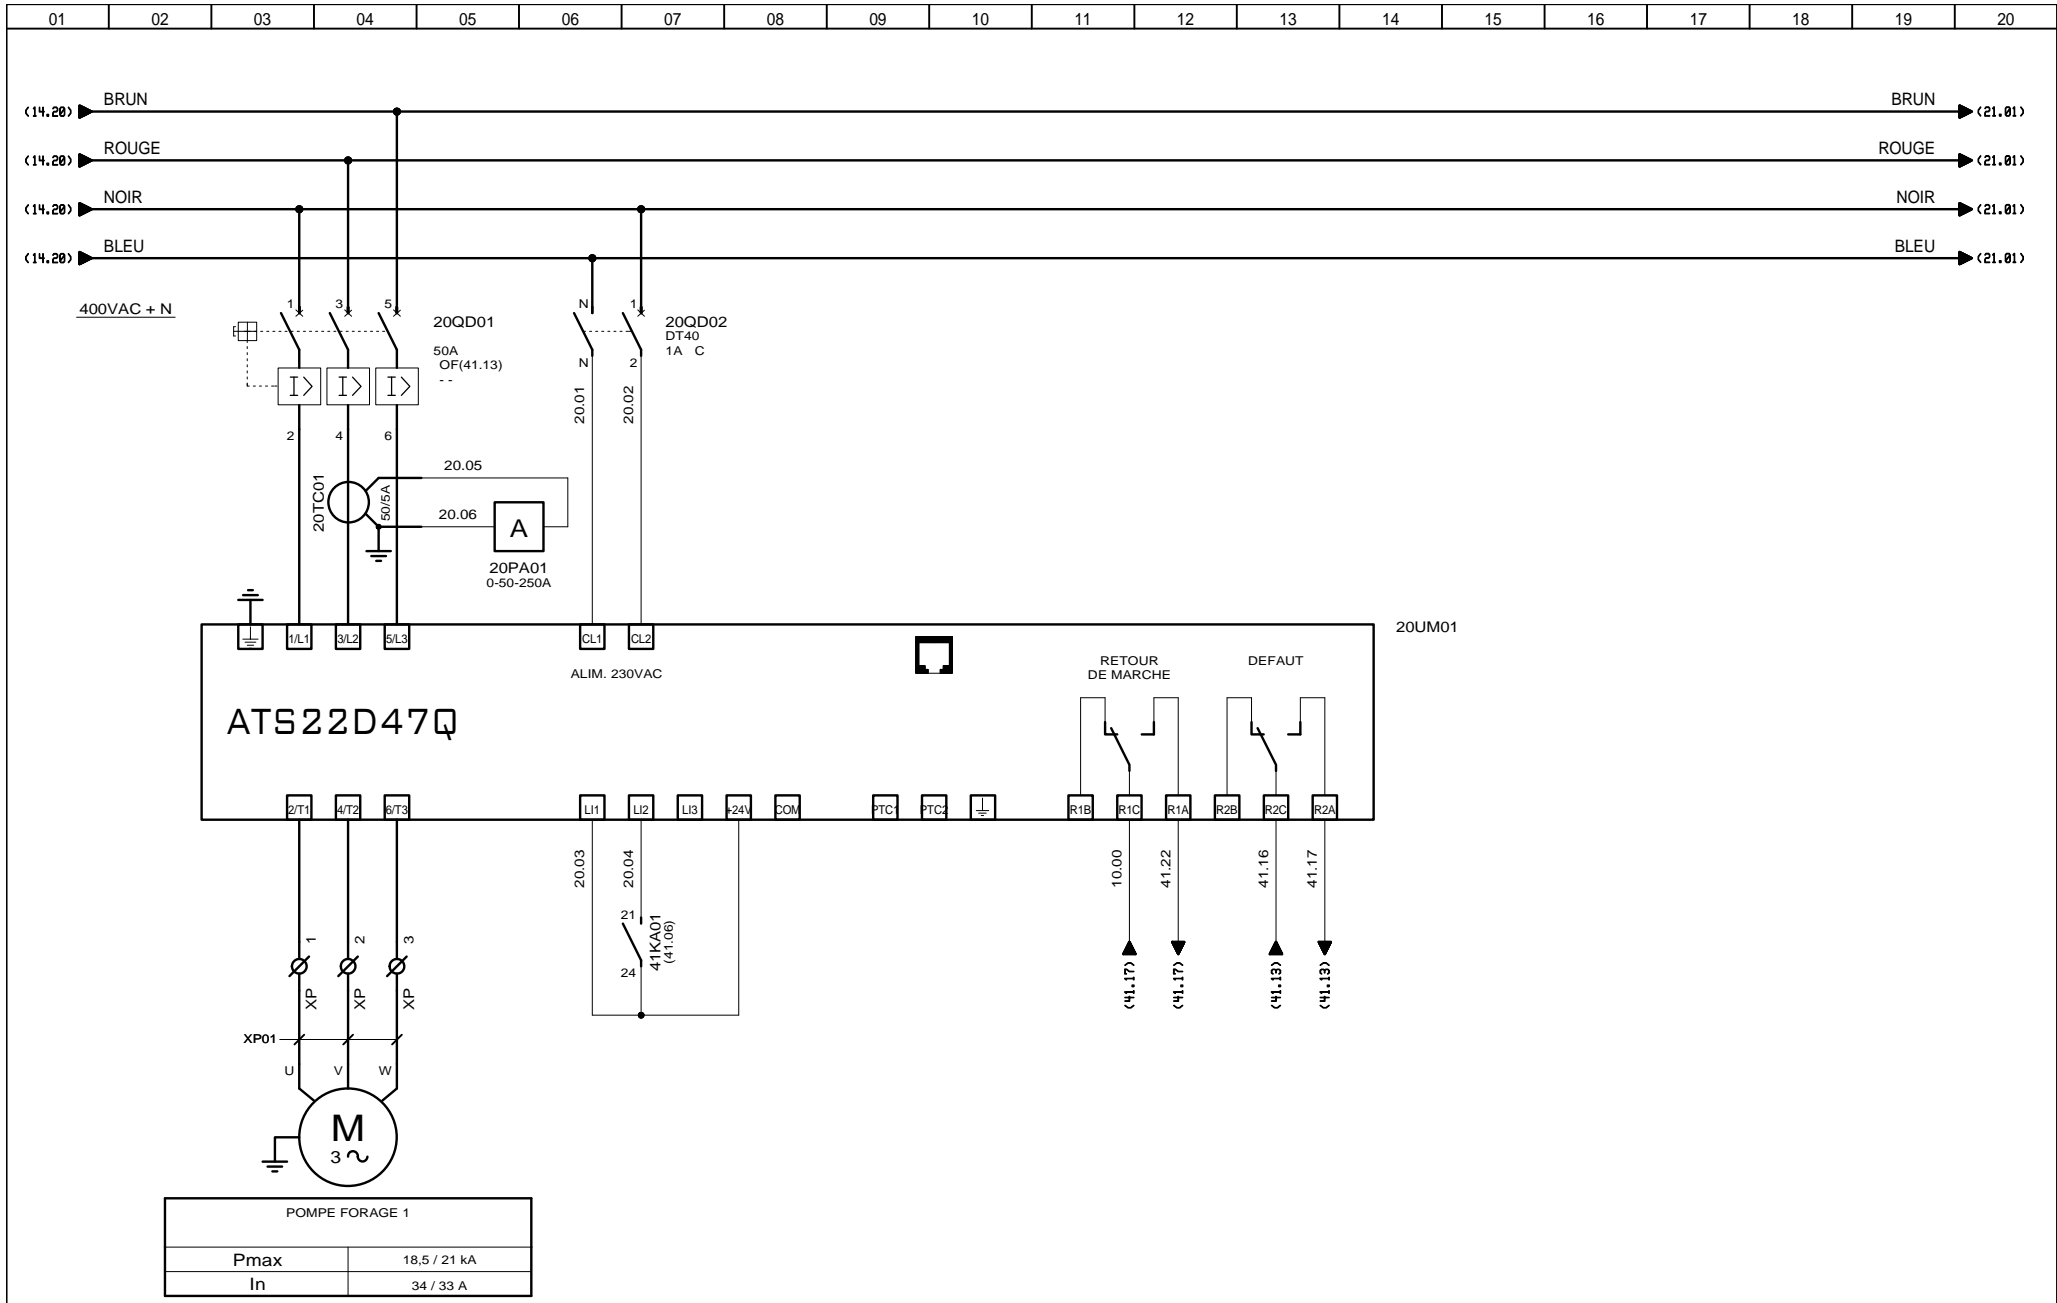 01 02 03 04 05 06 07 08 09 10 11 12 13 14 15 16 17 18 19 20
(14.20) BRUN BRUN (21.01)
(14.20) ROUGE ROUGE (21.01)
(14.20) NOIR NOIR (21.01)
(14.20) BLEU BLEU (21.01)
400VAC + N
1 3 5
20QD01
50A
OF(41.13)
--
I> I> I>
2 4 6
N 1
20QD02
DT40
1A C
N 2
20.01
20.02
20TC01
50/5A
20.05
20.06
A
20PA01
0-50-250A
20UM01
1/L1 3/L2 5/L3 CL1 CL2
ALIM. 230VAC
RETOUR
DE MARCHE
DEFAUT
ATS22D47Q
2/T1 4/T2 6/T3 LI1 LI2 LI3 +24V COM PTC1 PTC2 R1B R1C R1A R2B R2C R2A
20.03
20.04
10.00
41.22
41.16
41.17
21
24
41KA01
(41.06)
(41.17)
(41.17)
(41.13)
(41.13)
1 2 3
XP XP XP
XP01
U V W
M
3
POMPE FORAGE 1
Pmax 18,5 / 21 kA
In 34 / 33 A